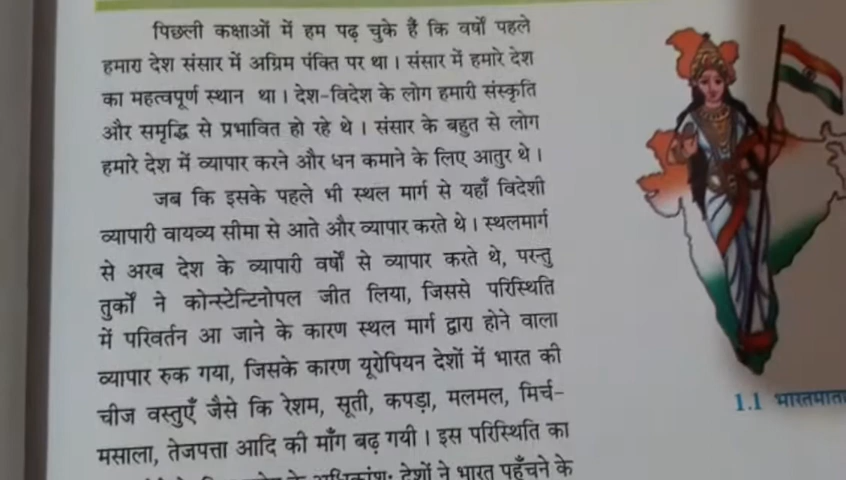 पिछली कक्षाओं में हम पढ़ चुके हैं कि वर्षों पहले
हमारा देश संसार में अग्रिम पंक्ति पर था । संसार में हमारे देश
का महत्वपूर्ण स्थान था । देश-विदेश के लोग हमारी संस्कृति
और समृद्धि से प्रभावित हो रहे थे । संसार के बहुत से लोग
हमारे देश में व्यापार करने और धन कमाने के लिए आतुर थे ।
जब कि इसके पहले भी स्थल मार्ग से यहाँ विदेशी
व्यापारी वायव्य सीमा से आते और व्यापार करते थे । स्थलमार्ग
से अरब देश के व्यापारी वर्षों से व्यापार करते थे, परन्तु
तुर्कों ने कोन्स्टेन्टिनोपल जीत लिया, जिससे परिस्थिति
में परिवर्तन आ जाने के कारण स्थल मार्ग द्वारा होने वाला
व्यापार रुक गया, जिसके कारण यूरोपियन देशों में भारत की
चीज वस्तुएँ जैसे कि रेशम, सूती, कपड़ा, मलमल, मिर्च-
मसाला, तेजपत्ता आदि की माँग बढ़ गयी । इस परिस्थिति का
के अधिकांशः देशों ने भारत पहुँचने के
1.1 भारतमाता